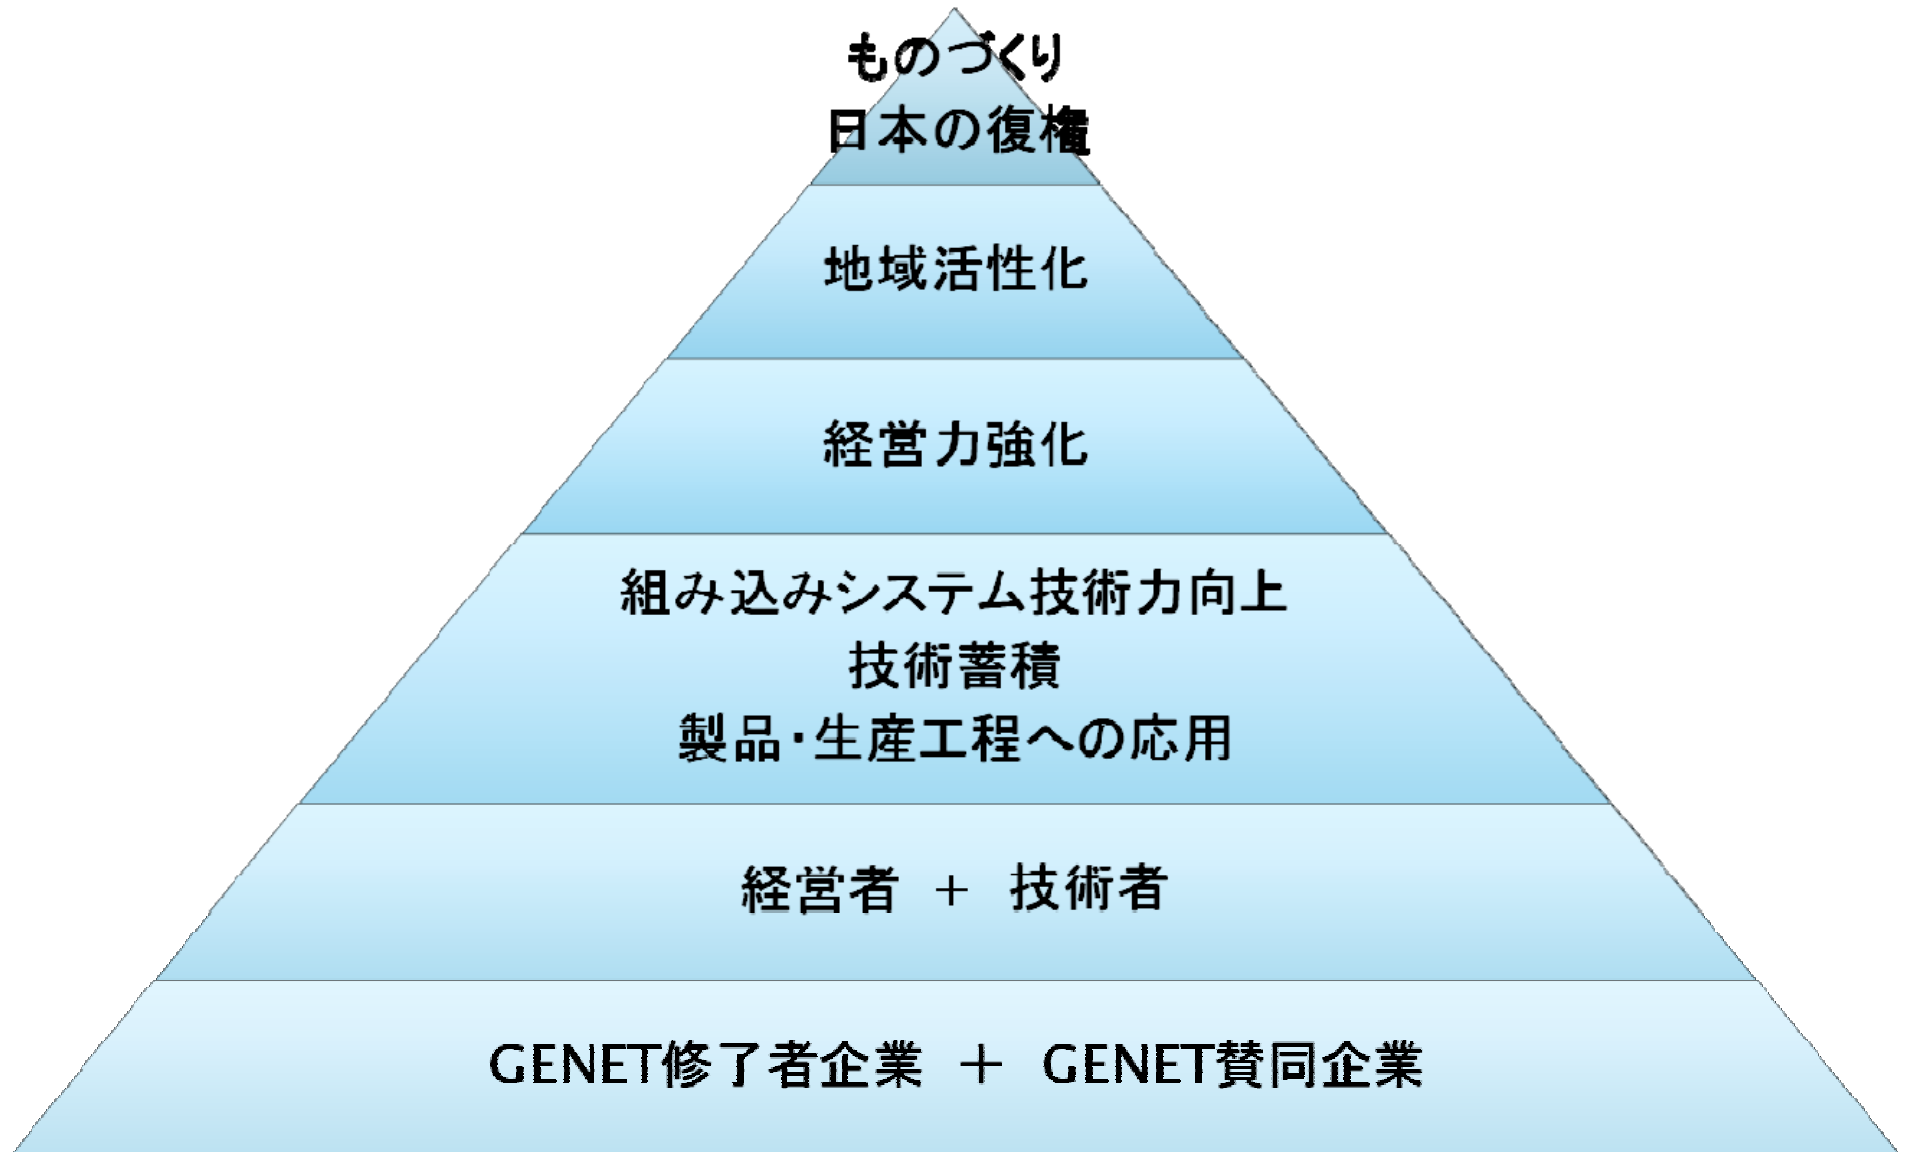 ものづくり
日本の復権
地域活性化
経営力強化
組み込みシステム技術力向上
技術蓄積
製品・生産工程への応用
経営者 + 技術者
GENET修了者企業 + GENET賛同企業